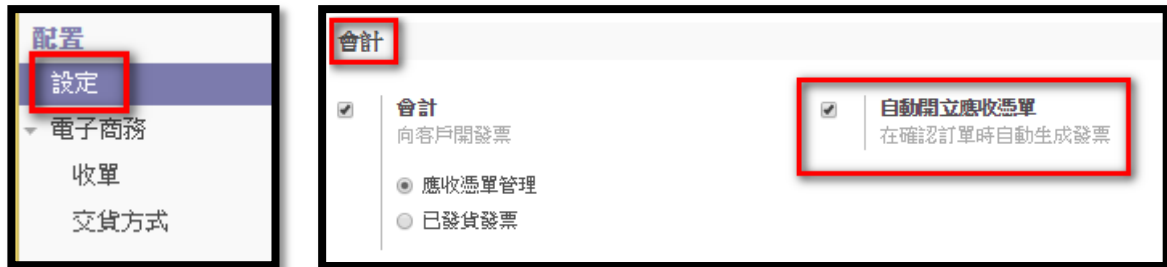 配置
設定
電子商務
收單
交貨方式
會計
會計
向客戶開發票
應收憑單管理
已發貨發票
自動開立應收憑單
在確認訂單時自動生成發票